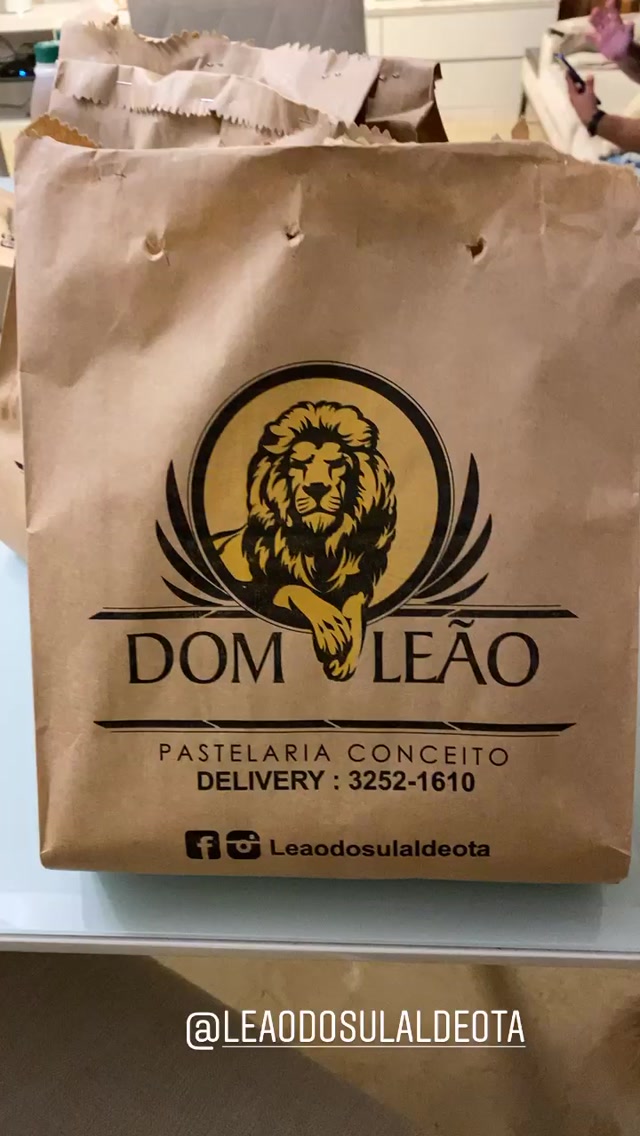 DOM LEÃO
PASTELARIA CONCEITO
DELIVERY : 3252-1610
Leaodosulaldeota
@LEAODOSULALDEOTA